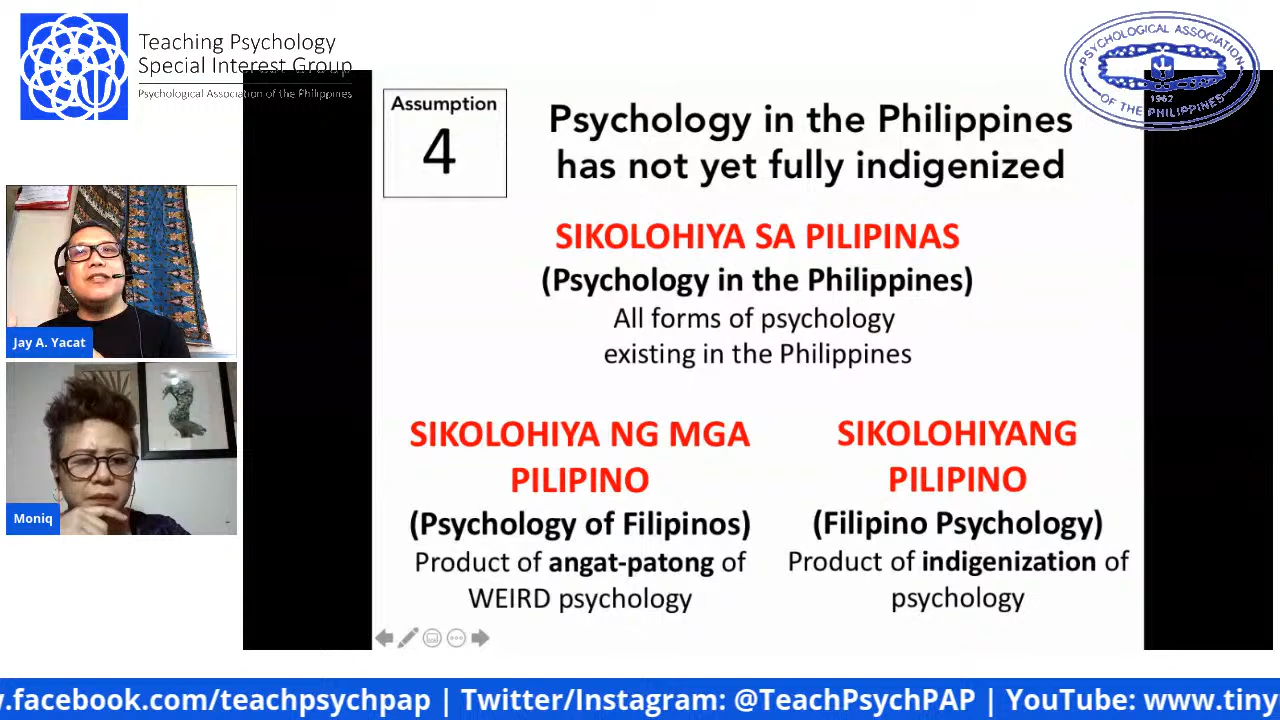 Teaching Psychology
Special Interest Group
Psychological Association of the Philippines
PSYCHOLOGICAL ASSOCIATION
1962
OF THE PHILIPPINES
Assumption
4
Psychology in the Philippines
has not yet fully indigenized
SIKOLOHIYA SA PILIPINAS
(Psychology in the Philippines)
All forms of psychology
existing in the Philippines
SIKOLOHIYA NG MGA
PILIPINO
(Psychology of Filipinos)
Product of angat-patong of
WEIRD psychology
SIKOLOHIYANG
PILIPINO
(Filipino Psychology)
Product of indigenization of
psychology
Jay A. Yacat
Moniq
.facebook.com/teachpsychpap | Twitter/Instagram: @TeachPsychPAP | YouTube: www.tiny